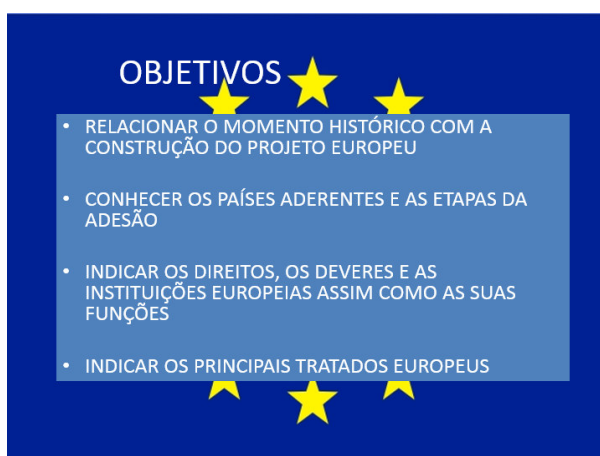 OBJETIVOS
• RELACIONAR O MOMENTO HISTÓRICO COM A
CONSTRUÇÃO DO PROJETO EUROPEU
• CONHECER OS PAÍSES ADERENTES E AS ETAPAS DA
ADESÃO
• INDICAR OS DIREITOS, OS DEVERES E AS
INSTITUIÇÕES EUROPEIAS ASSIM COMO AS SUAS
FUNÇÕES
• INDICAR OS PRINCIPAIS TRATADOS EUROPEUS